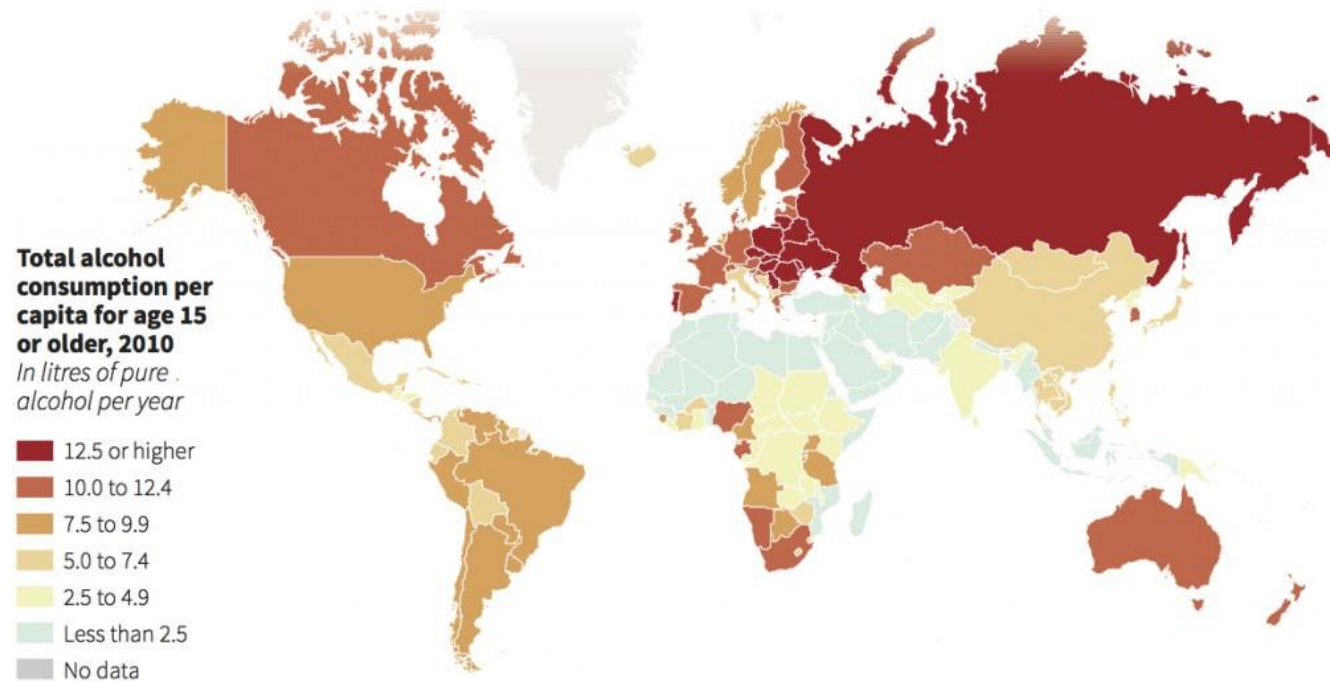 Total alcohol
consumption per
capita for age 15
or older, 2010
In litres of pure .
alcohol per year
12.5 or higher
10.0 to 12.4
7.5 to 9.9
5.0 to 7.4
2.5 to 4.9
Less than 2.5
No data